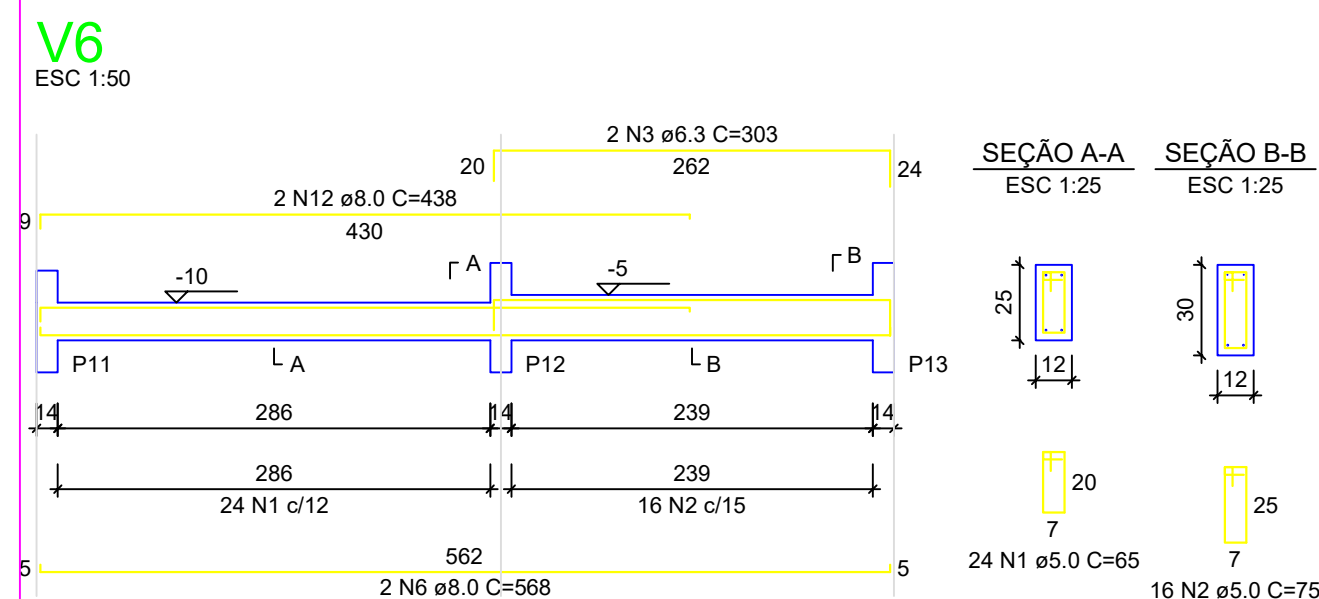 V6
ESC 1:50
2 N3 ø6.3 C=303
20
262
24
2 N12 ø8.0 C=438
9
430
A
B
-10
-5
P11
A
P12
B
P13
14
286
14
239
14
286
24 N1 c/12
239
16 N2 c/15
562
5
5
2 N6 ø8.0 C=568
SEÇÃO A-A
ESC 1:25
25
12
20
7
24 N1 ø5.0 C=65
SEÇÃO B-B
ESC 1:25
30
12
25
7
16 N2 ø5.0 C=75